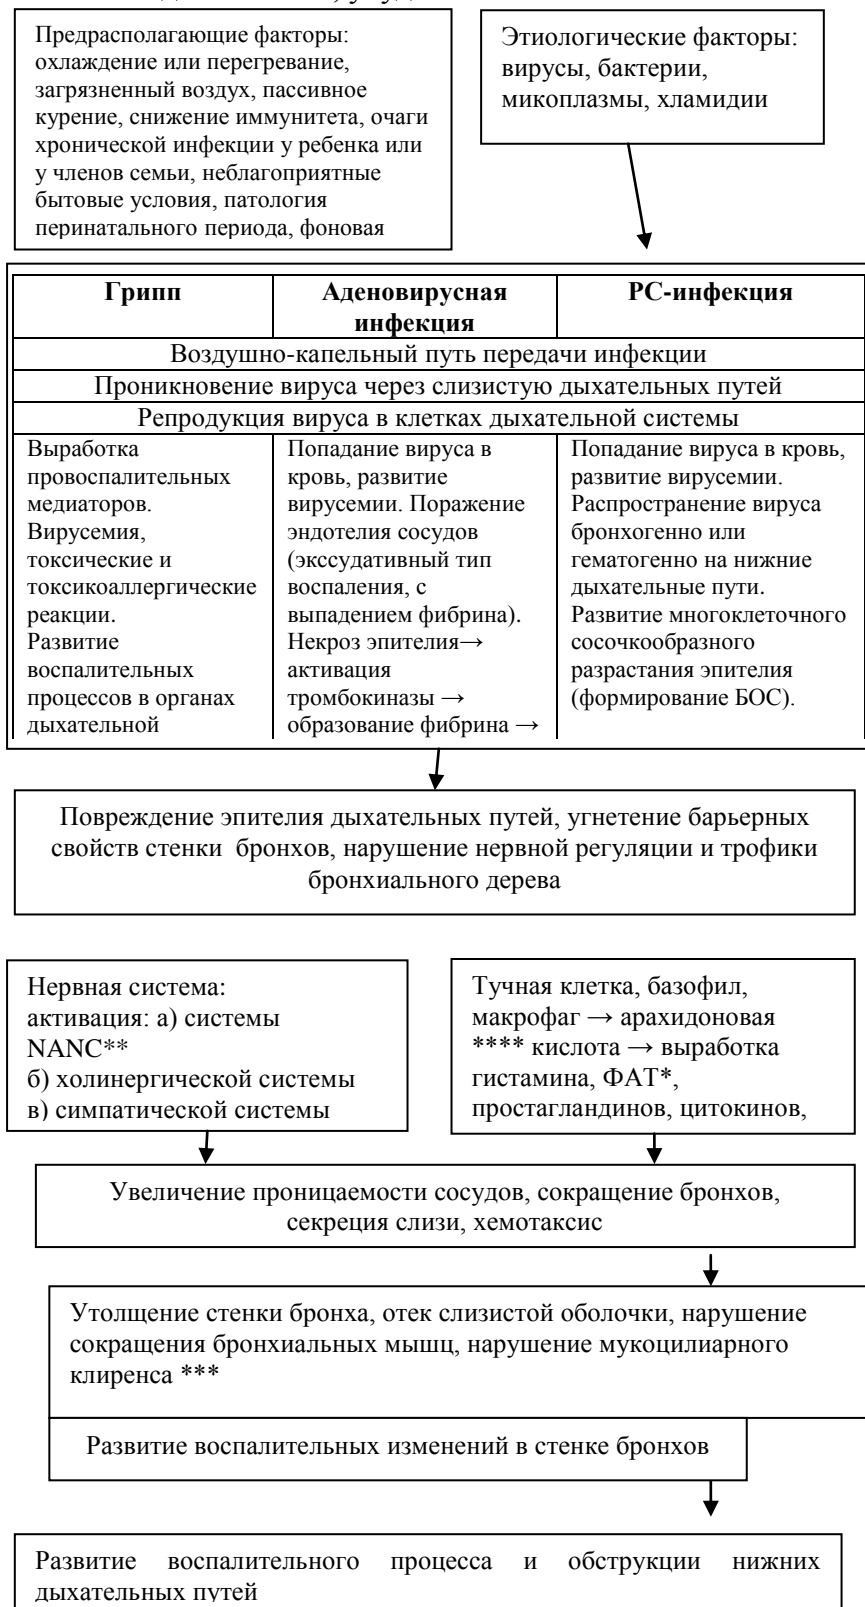 Предрасполагающие факторы:
охлаждение или перегревание,
загрязненный воздух, пассивное
курение, снижение иммунитета, очаги
хронической инфекции у ребенка или
у членов семьи, неблагоприятные
бытовые условия, патология
перинатального периода, фоновая
Этиологические факторы:
вирусы, бактерии,
микоплазмы, хламидии
Грипп
Аденовирусная
инфекция
РС-инфекция
Воздушно-капельный путь передачи инфекции
Проникновение вируса через слизистую дыхательных путей
Репродукция вируса в клетках дыхательной системы
Выработка
провоспалительных
медиаторов.
Вирусемия,
токсические и
токсикоаллергические
реакции.
Развитие
воспалительных
процессов в органах
дыхательной
Попадание вируса в
кровь, развитие
вирусемии. Поражение
эндотелия сосудов
(экссудативный тип
воспаления, с
выпадением фибрина).
Некроз эпителия→
активация
тромбокиназы →
образование фибрина →
Попадание вируса в кровь,
развитие вирусемии.
Распространение вируса
бронхогенно или
гематогенно на нижние
дыхательные пути.
Развитие многоклеточного
сосочкообразного
разрастания эпителия
(формирование БОС).
Повреждение эпителия дыхательных путей, угнетение барьерных
свойств стенки бронхов, нарушение нервной регуляции и трофики
бронхиального дерева
Нервная система:
активация: а) системы
NANC**
б) холинергической системы
в) симпатической системы
Тучная клетка, базофил,
макрофаг → арахидоновая
**** кислота → выработка
гистамина, ФАТ*,
простагландинов, цитокинов,
Увеличение проницаемости сосудов, сокращение бронхов,
секреция слизи, хемотаксис
Утолщение стенки бронха, отек слизистой оболочки, нарушение
сокращения бронхиальных мышц, нарушение мукоцилиарного
клиренса ***
Развитие воспалительных изменений в стенке бронхов
Развитие воспалительного процесса и обструкции нижних
дыхательных путей